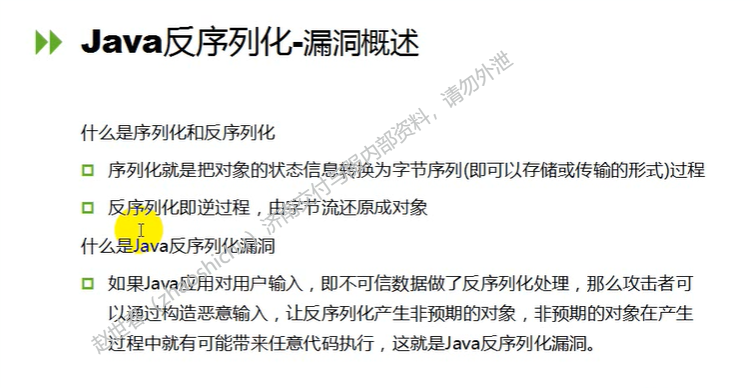 Java反序列化-漏洞概述
什么是序列化和反序列化
序列化就是把对象的状态信息转换为字节序列(即可以存储或传输的形式)过程
反序列化即逆过程，由字节流还原成对象
什么是Java反序列化漏洞
如果Java应用对用户输入，即不可信数据做了反序列化处理，那么攻击者可
以通过构造恶意输入，让反序列化产生非预期的对象，非预期的对象在产生
过程中就有可能带来任意代码执行，这就是Java反序列化漏洞。
内部资料，请勿外泄